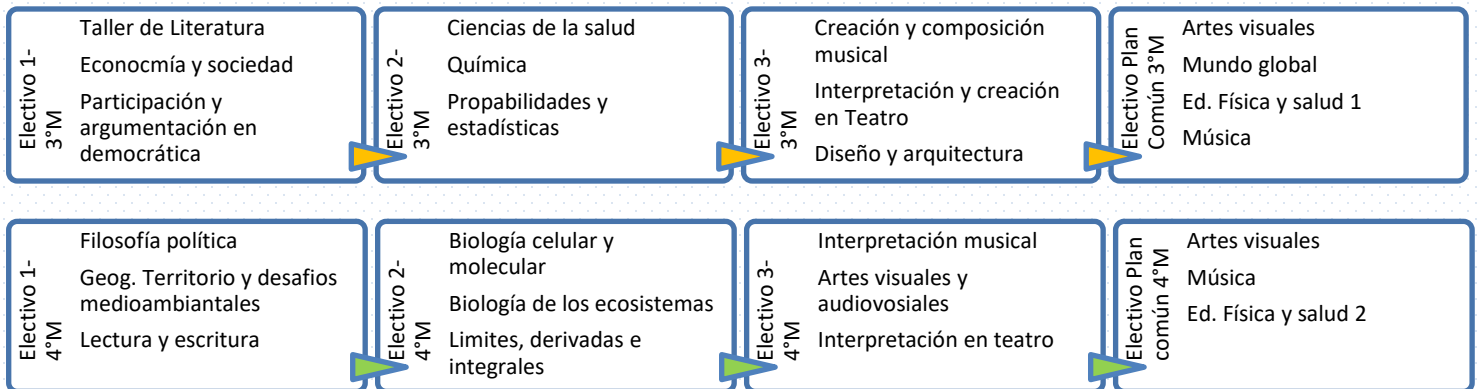 Electivo 1-
3°M
Taller de Literatura
Econocmía y sociedad
Participación y
argumentación en
democrática
Electivo 2-
3°M
Ciencias de la salud
Química
Propabilidades y
estadísticas
Electivo 3-
3°M
Creación y composición
musical
Interpretación y creación
en Teatro
Diseño y arquitectura
Electivo Plan
Común 3°M
Artes visuales
Mundo global
Ed. Física y salud 1
Música
Electivo 1-
4°M
Filosofía política
Geog. Territorio y desafios
medioambiantales
Lectura y escritura
Electivo 2-
4°M
Biología celular y
molecular
Biología de los ecosistemas
Limites, derivadas e
integrales
Electivo 3-
4°M
Interpretación musical
Artes visuales y
audiovosiales
Interpretación en teatro
Electivo Plan
común 4°M
Artes visuales
Música
Ed. Física y salud 2